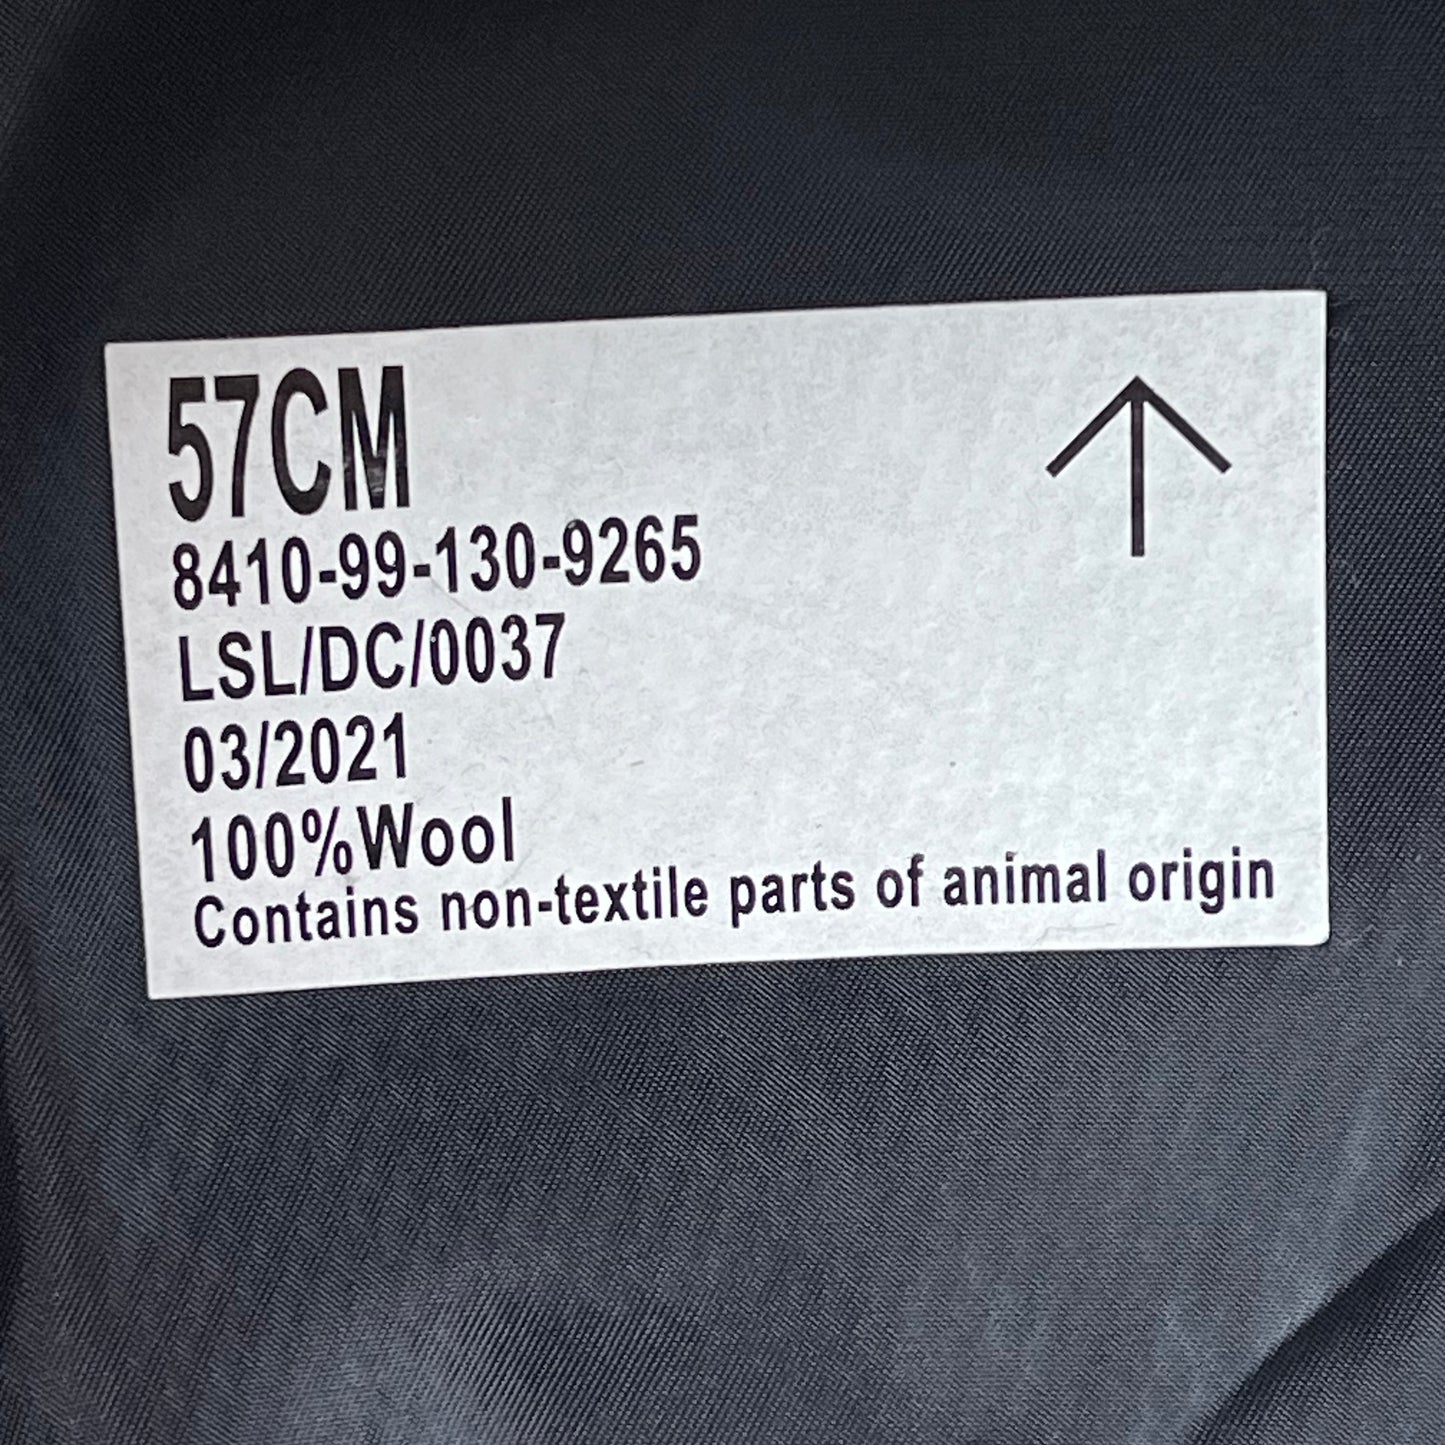 57CM
8410-99-130-9265
LSL/DC/0037
03/2021
100%Wool
Contains non-textile parts of animal origin